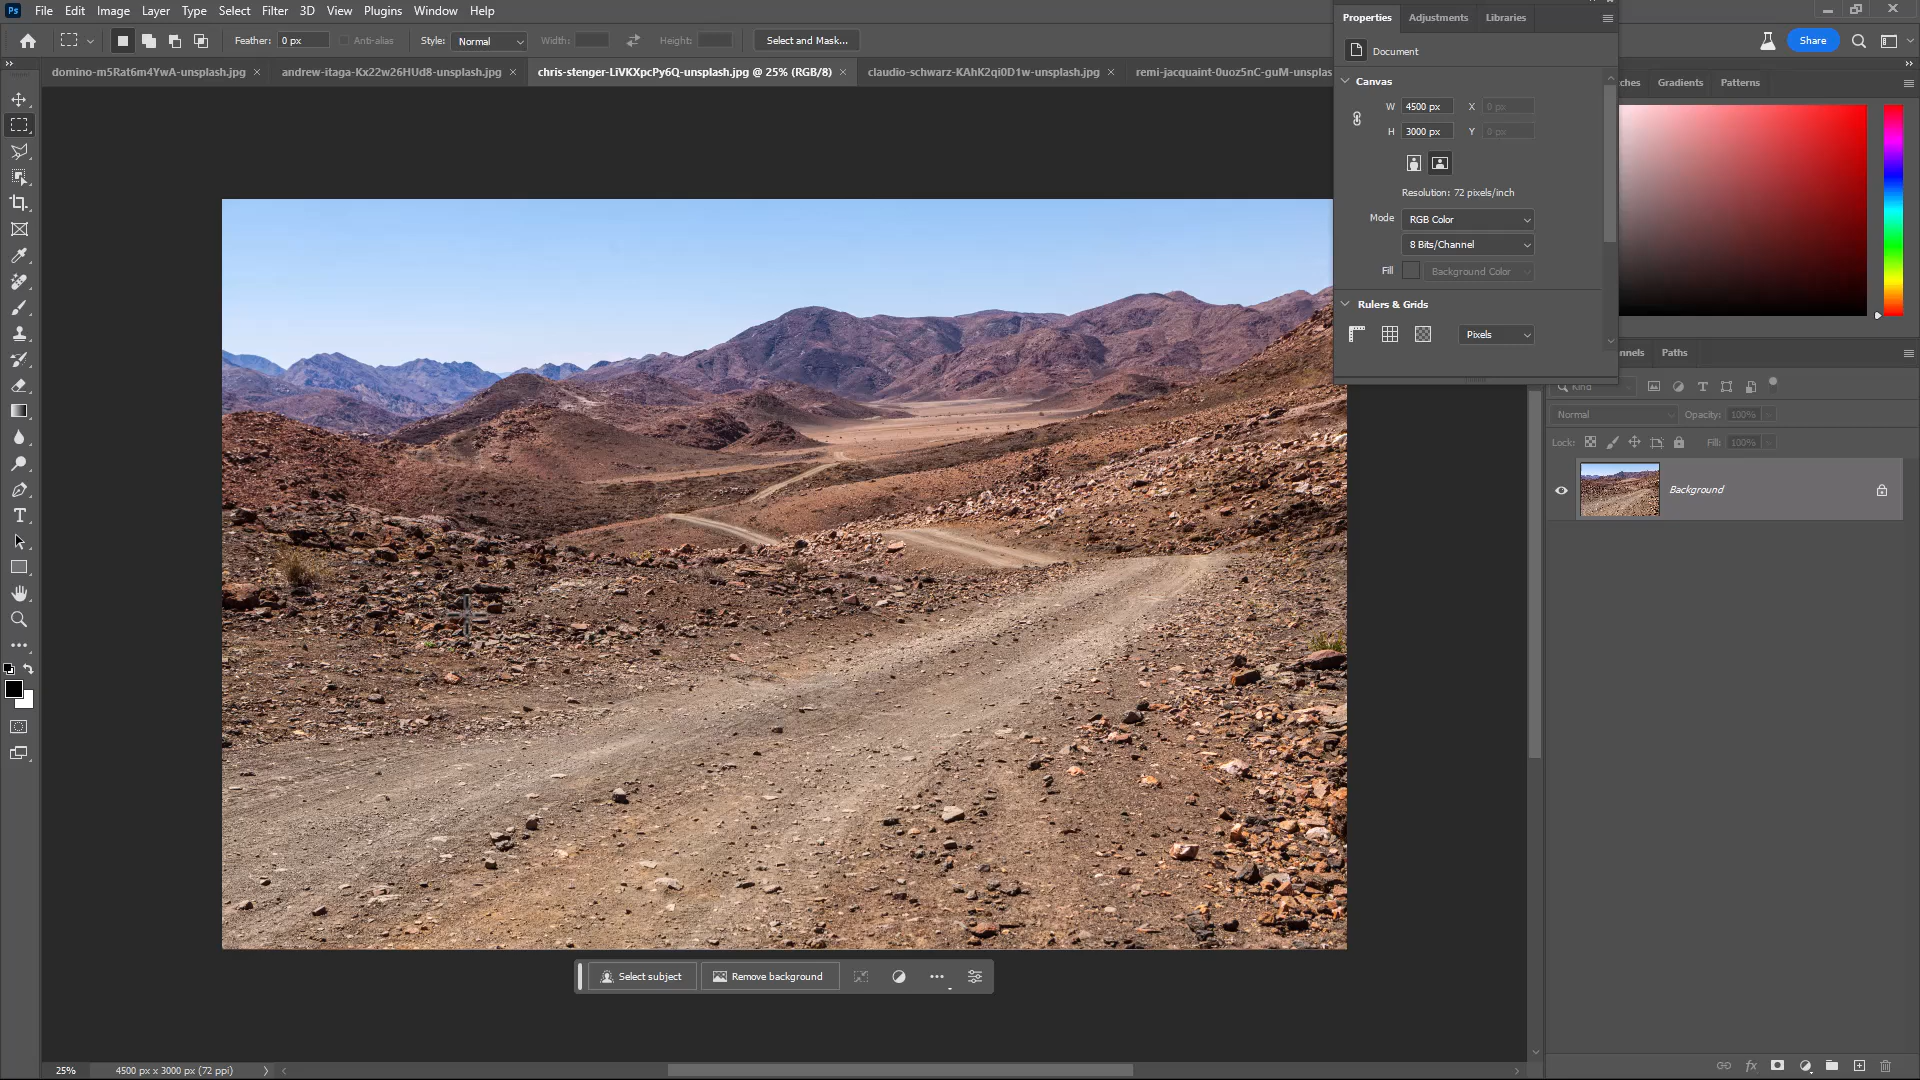 Ps File Edit Image Layer Type Select Filter 3D View Plugins Window Help
Feather: 0 px Anti-alias Style: Normal Width: Height: Select and Mask... Share
domino-m5Rat6m4YwA-unsplash.jpg × andrew-itaga-Kx22w26HUd8-unsplash.jpg × chris-stenger-LiVKXpcPy6Q-unsplash.jpg @ 25% (RGB/8) × claudio-schwarz-KAhK2qi0D1w-unsplash.jpg × remi-jacquaint-0uoz5nC-guM-unsplas
Properties Adjustments Libraries
Document
Canvas
W 4500 px X 0 px
H 3000 px Y 0 px
Resolution: 72 pixels/inch
Mode RGB Color
8 Bits/Channel
Fill Background Color
Rulers & Grids
Pixels
ches Gradients Patterns
nnels Paths
Kind
Normal Opacity: 100%
Lock: Fill: 100%
Background
Select subject Remove background
25% 4500 px x 3000 px (72 ppi)
fx